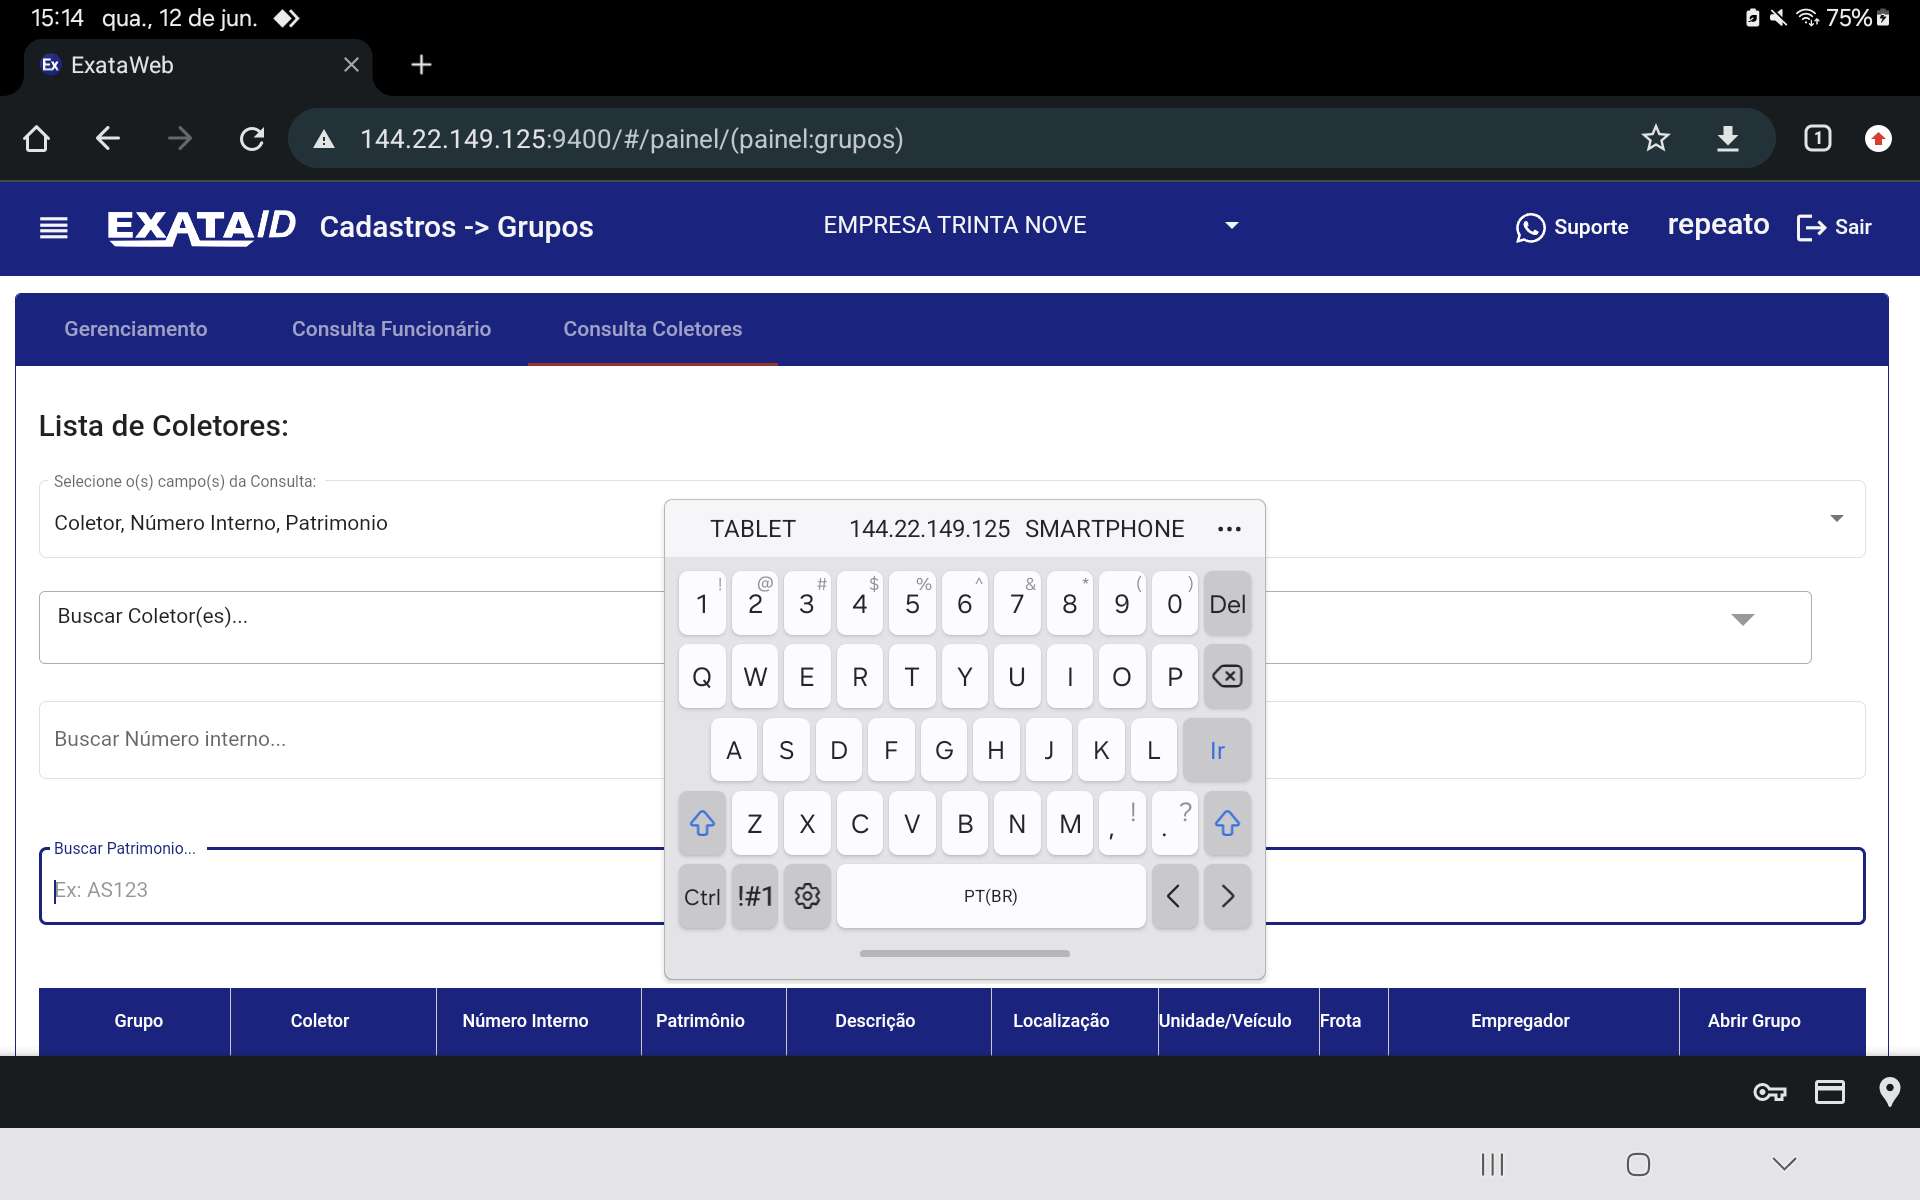 15:14 qua., 12 de jun. 75%
Ex ExataWeb
144.22.149.125:9400/#/painel/(painel:grupos) 1
EXATAID Cadastros -> Grupos EMPRESA TRINTA NOVE Suporte repeato Sair
Gerenciamento Consulta Funcionário Consulta Coletores
Lista de Coletores:
Selecione o(s) campo(s) da Consulta:
Coletor, Número Interno, Patrimonio
Buscar Coletor(es)...
Buscar Número interno...
Buscar Patrimonio...
Ex: AS123
TABLET 144.22.149.125 SMARTPHONE
! @ # $ % ^ & * ( )
1 2 3 4 5 6 7 8 9 0 Del
Q W E R T Y U I O P
A S D F G H J K L Ir
Z X C V B N M , ! . ?
Ctrl !#1 PT(BR) < >
Grupo Coletor Número Interno Patrimônio Descrição Localização Unidade/Veículo Frota Empregador Abrir Grupo